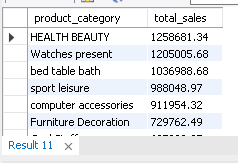 product_category total_sales
HEALTH BEAUTY 1258681.34
Watches present 1205005.68
bed table bath 1036988.68
sport leisure 988048.97
computer accessories 911954.32
Furniture Decoration 729762.49
Result 11